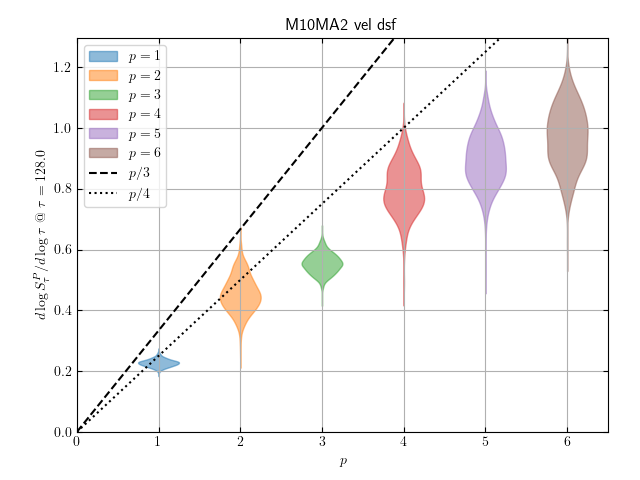 M10MA2 vel dsf
d log S_τ^P / d log τ @ τ = 128.0
1.2
1.0
0.8
0.6
0.4
0.2
0.0
p = 1
p = 2
p = 3
p = 4
p = 5
p = 6
p/3
p/4
0 1 2 3 4 5 6
p